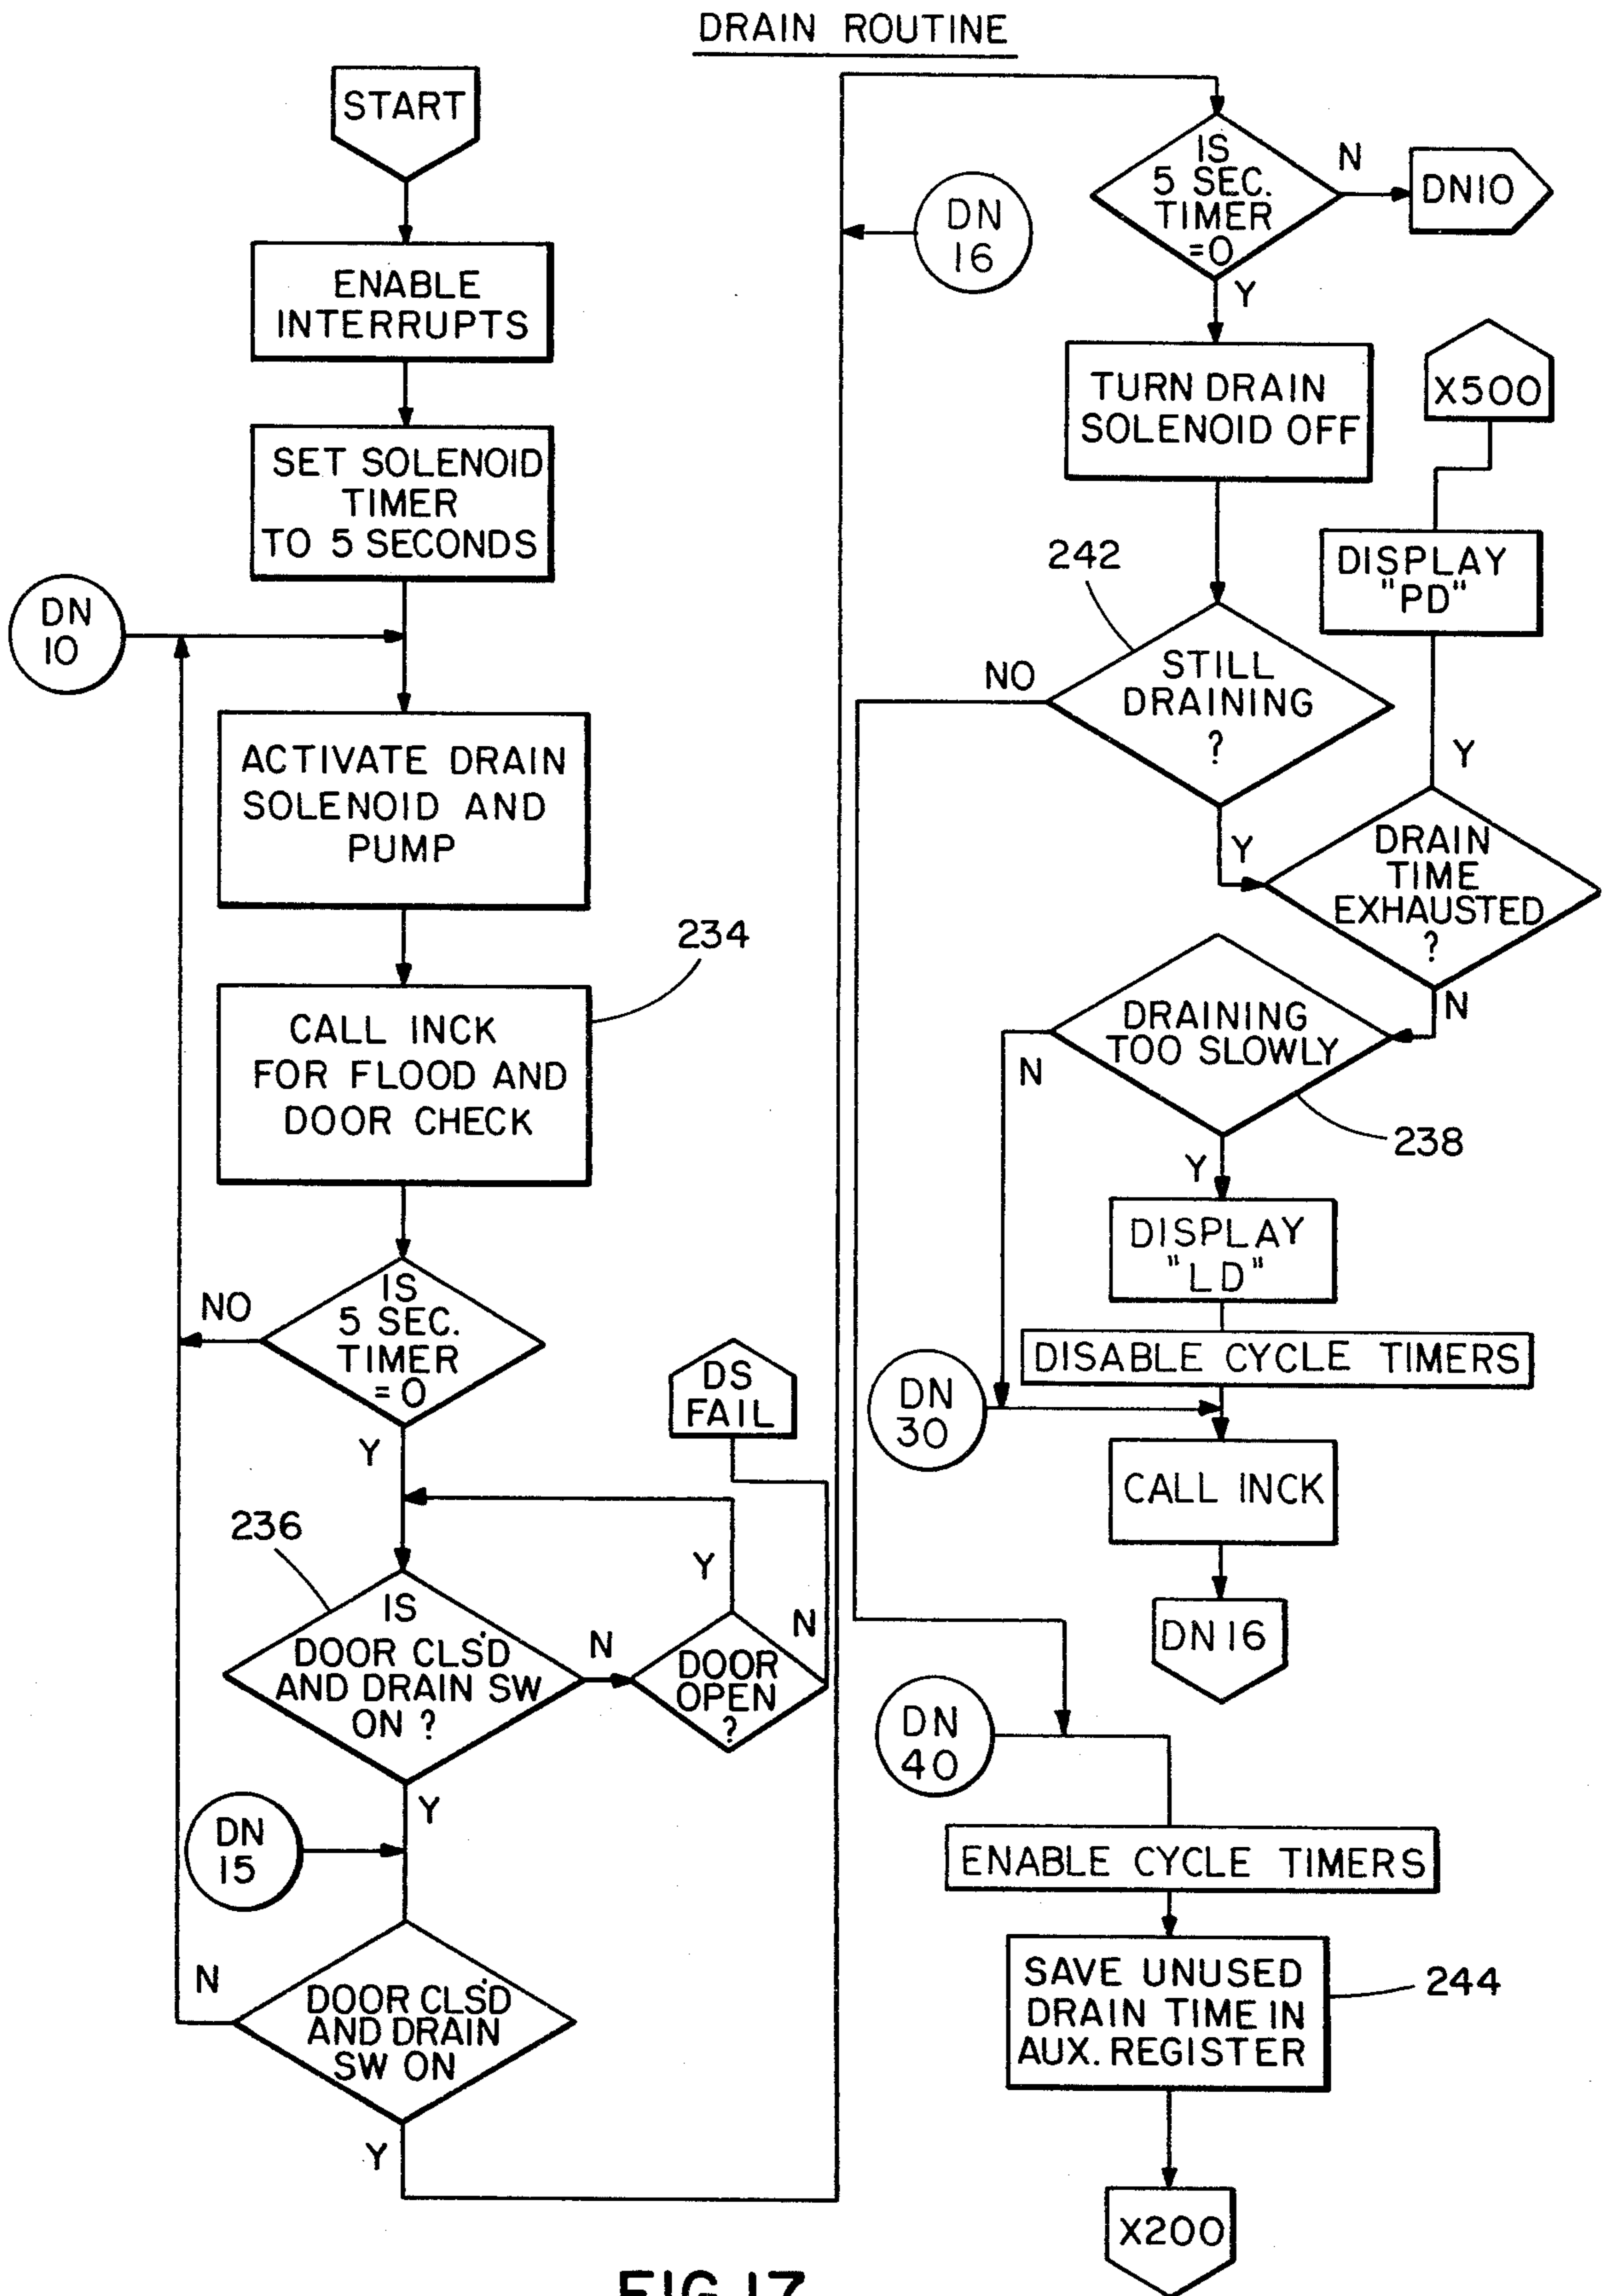 DRAIN ROUTINE
START
ENABLE
INTERRUPTS
SET SOLENOID
TIMER
TO 5 SECONDS
DN
10
ACTIVATE DRAIN
SOLENOID AND
PUMP
234
CALL INCK
FOR FLOOD AND
DOOR CHECK
IS
5 SEC.
TIMER
=0
NO
Y
DS
FAIL
236
IS
DOOR CLS'D
AND DRAIN SW
ON ?
N
Y
DOOR
OPEN
?
Y
N
DN
15
DOOR CLS'D
AND DRAIN
SW ON
N
Y
DN
16
IS
5 SEC.
TIMER
=0
N
DN10
Y
TURN DRAIN
SOLENOID OFF
X500
DISPLAY
"PD"
242
STILL
DRAINING
?
NO
Y
Y
DRAIN
TIME
EXHAUSTED
?
N
DRAINING
TOO SLOWLY
N
238
Y
DISPLAY
"LD"
DISABLE CYCLE TIMERS
DN
30
CALL INCK
DN16
DN
40
ENABLE CYCLE TIMERS
SAVE UNUSED
DRAIN TIME IN
AUX. REGISTER
244
X200
FIG.17